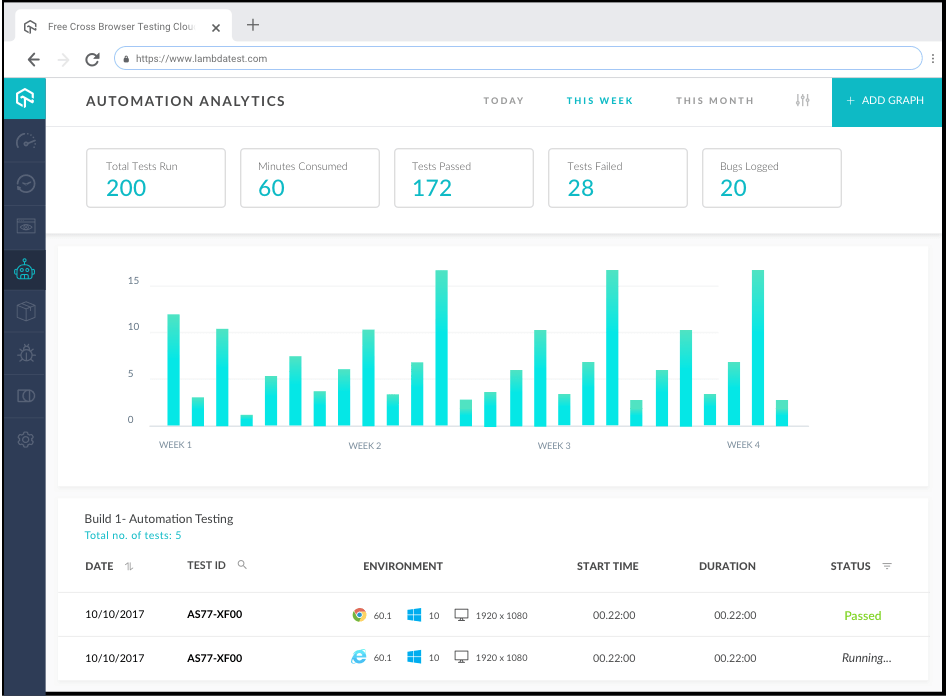 Free Cross Browser Testing Clou
https://www.lambdatest.com
AUTOMATION ANALYTICS
TODAY
THIS WEEK
THIS MONTH
+ ADD GRAPH
Total Tests Run
200
Minutes Consumed
60
Tests Passed
172
Tests Failed
28
Bugs Logged
20
15
10
5
0
WEEK 1
WEEK 2
WEEK 3
WEEK 4
Build 1- Automation Testing
Total no. of tests: 5
DATE TEST ID ENVIRONMENT START TIME DURATION STATUS
10/10/2017 AS77-XF00 60.1 10 1920 x 1080 00.22:00 00.22:00 Passed
10/10/2017 AS77-XF00 60.1 10 1920 x 1080 00.22:00 00.22:00 Running...